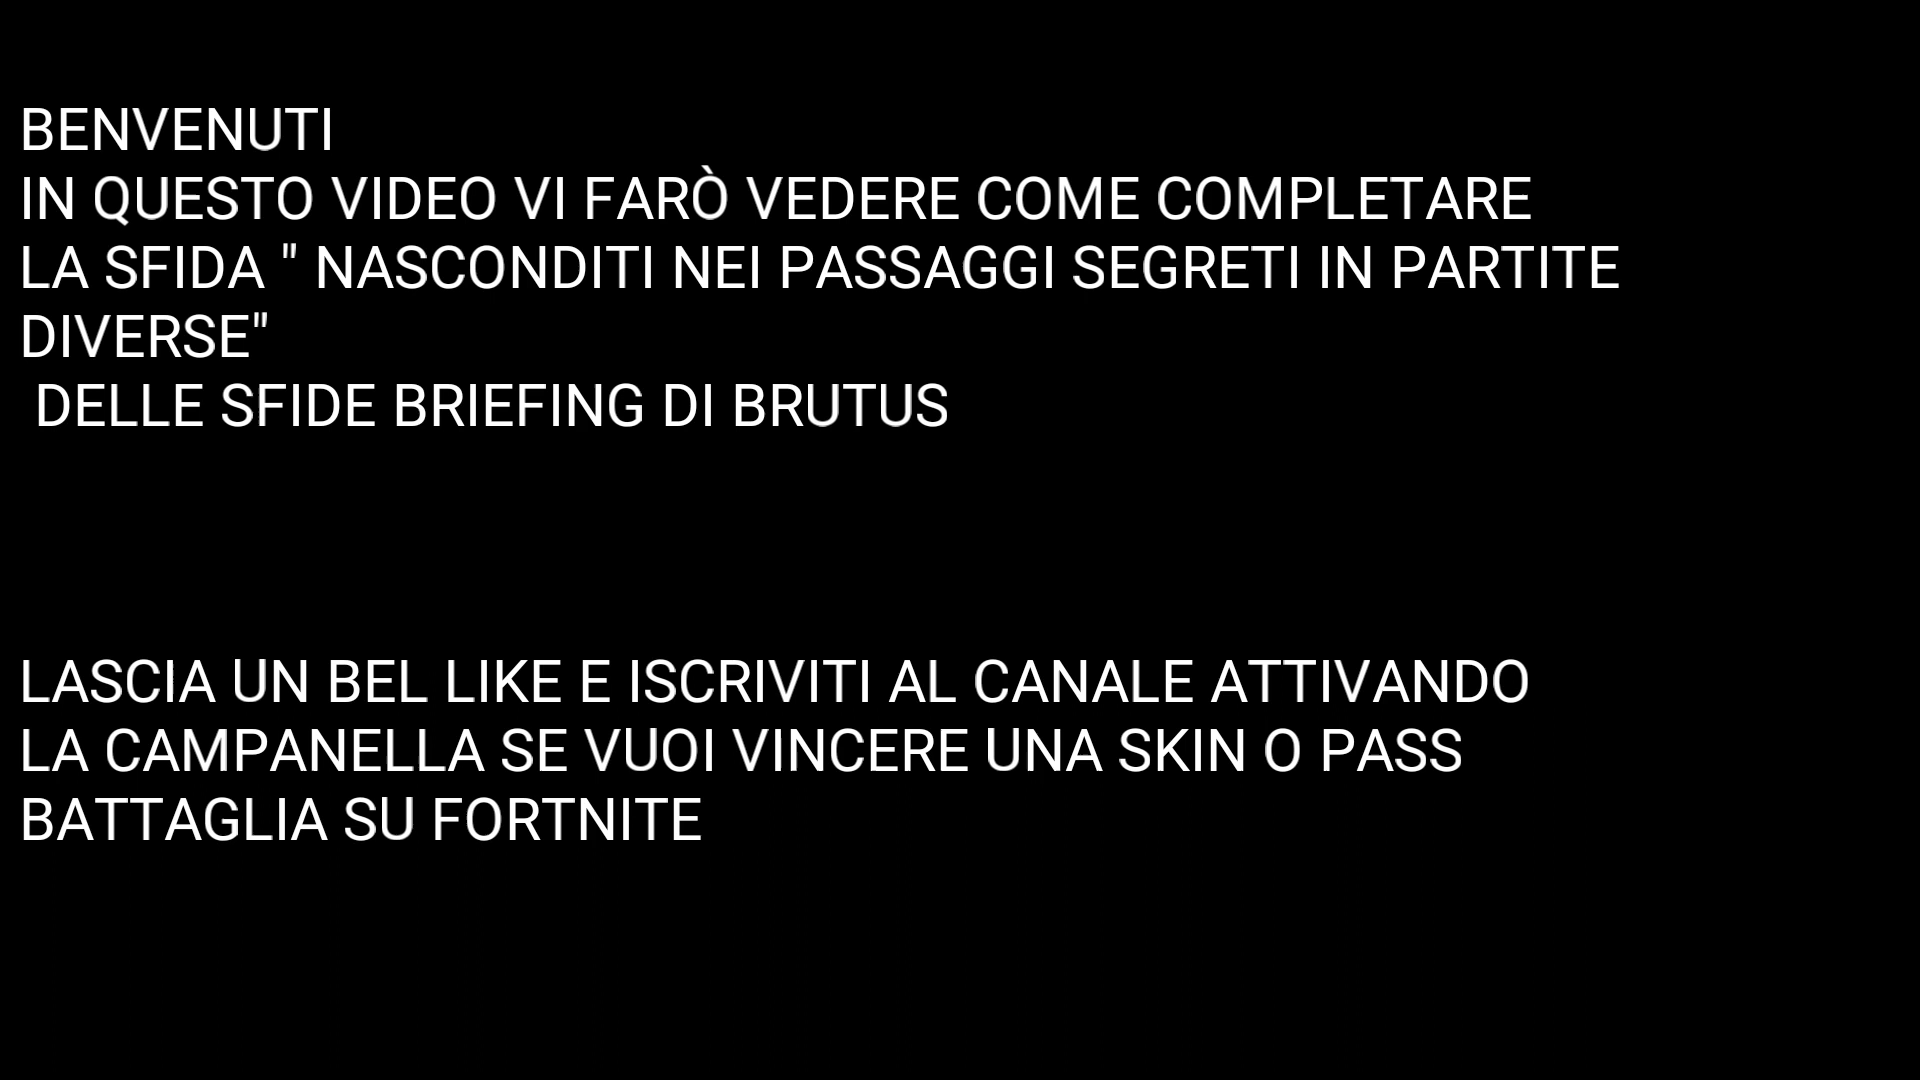 BENVENUTI
IN QUESTO VIDEO VI FARÒ VEDERE COME COMPLETARE
LA SFIDA " NASCONDITI NEI PASSAGGI SEGRETI IN PARTITE
DIVERSE"
DELLE SFIDE BRIEFING DI BRUTUS
LASCIA UN BEL LIKE E ISCRIVITI AL CANALE ATTIVANDO
LA CAMPANELLA SE VUOI VINCERE UNA SKIN O PASS
BATTAGLIA SU FORTNITE